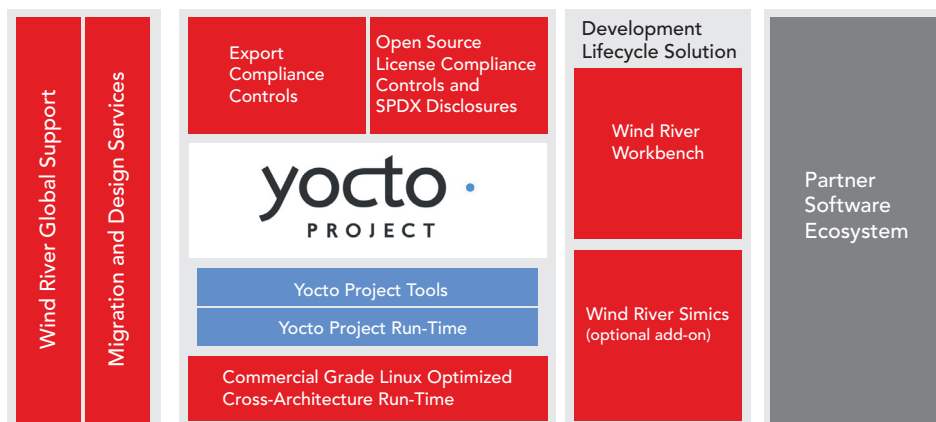 Wind River Global Support
Migration and Design Services
Export
Compliance
Controls
Open Source
License Compliance
Controls and
SPDX Disclosures
yocto
PROJECT
Yocto Project Tools
Yocto Project Run-Time
Commercial Grade Linux Optimized
Cross-Architecture Run-Time
Development
Lifecycle Solution
Wind River
Workbench
Wind River Simics
(optional add-on)
Partner
Software
Ecosystem